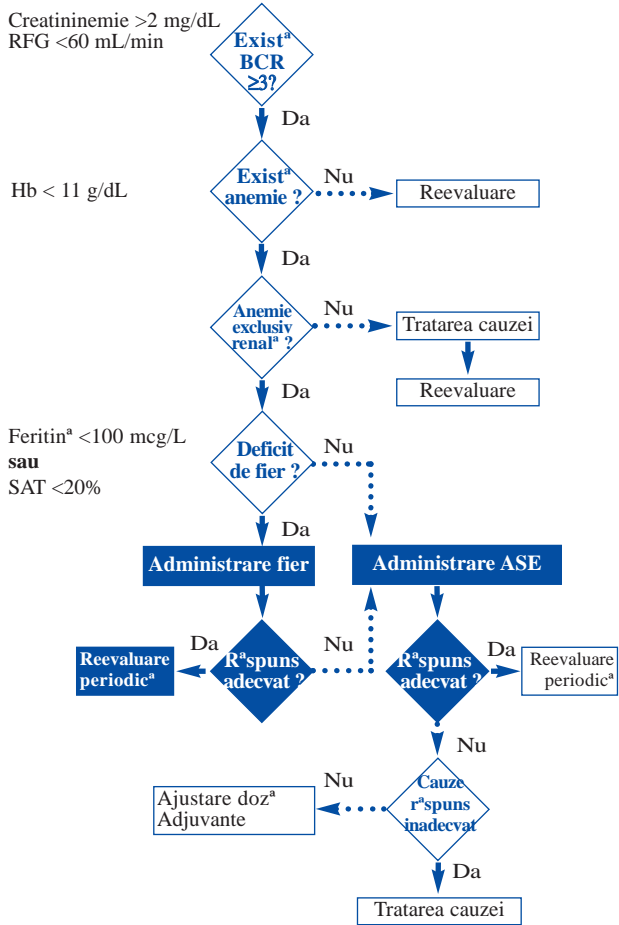 Creatininemie >2 mg/dL
RFG <60 mL/min
Existª
BCR
≥3?
Da
Hb < 11 g/dL
Existª
anemie ?
Nu
Reevaluare
Da
Anemie
exclusiv
renalª ?
Nu
Tratarea cauzei
Reevaluare
Da
Feritinª <100 mcg/L
sau
SAT <20%
Deficit
de fier ?
Nu
Da
Administrare fier
Administrare ASE
Da
Reevaluare
periodicª
Rªspuns
adecvat ?
Nu
Rªspuns
adecvat ?
Da
Reevaluare
periodicª
Nu
Cauze
rªspuns
inadecvat
Nu
Ajustare dozª
Adjuvante
Da
Tratarea cauzei